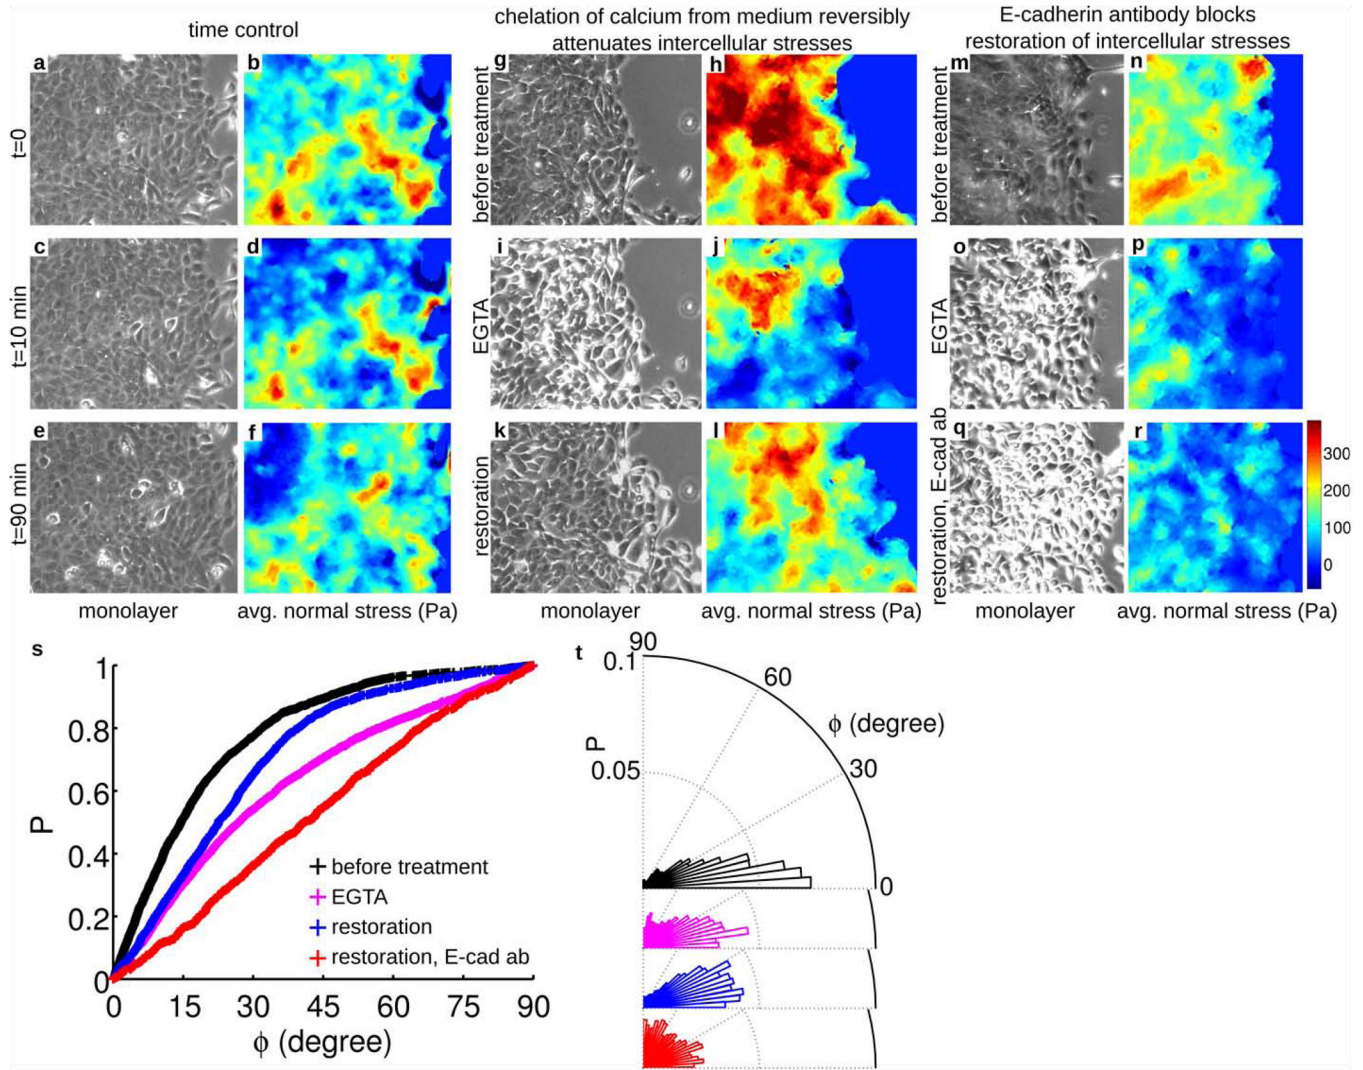 time control
chelation of calcium from medium reversibly
attenuates intercellular stresses
E-cadherin antibody blocks
restoration of intercellular stresses
a
b
g
h
m
n
t=0
before treatment
before treatment
c
d
i
j
o
p
t=10 min
EGTA
EGTA
e
f
k
l
q
r
t=90 min
restoration
restoration, E-cad ab
300
200
100
0
monolayer
avg. normal stress (Pa)
monolayer
avg. normal stress (Pa)
monolayer
avg. normal stress (Pa)
s
1
0.8
0.6
0.4
0.2
0
P
0 15 30 45 60 75 90
ϕ (degree)
before treatment
EGTA
restoration
restoration, E-cad ab
t
90
0.1
60
ϕ (degree)
P
0.05
30
0